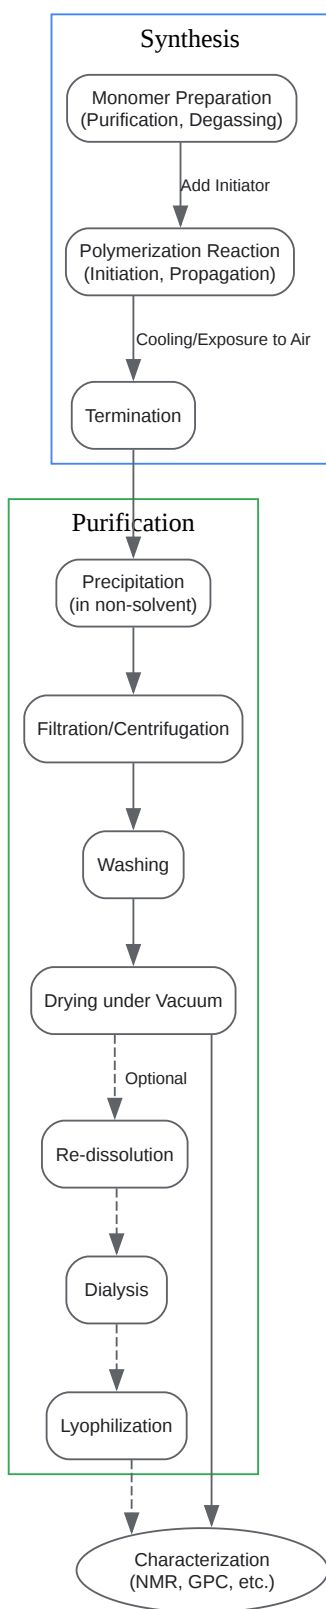 Synthesis
Monomer Preparation
(Purification, Degassing)
Add Initiator
Polymerization Reaction
(Initiation, Propagation)
Cooling/Exposure to Air
Termination
Purification
Precipitation
(in non-solvent)
Filtration/Centrifugation
Washing
Drying under Vacuum
Optional
Re-dissolution
Dialysis
Lyophilization
Characterization
(NMR, GPC, etc.)